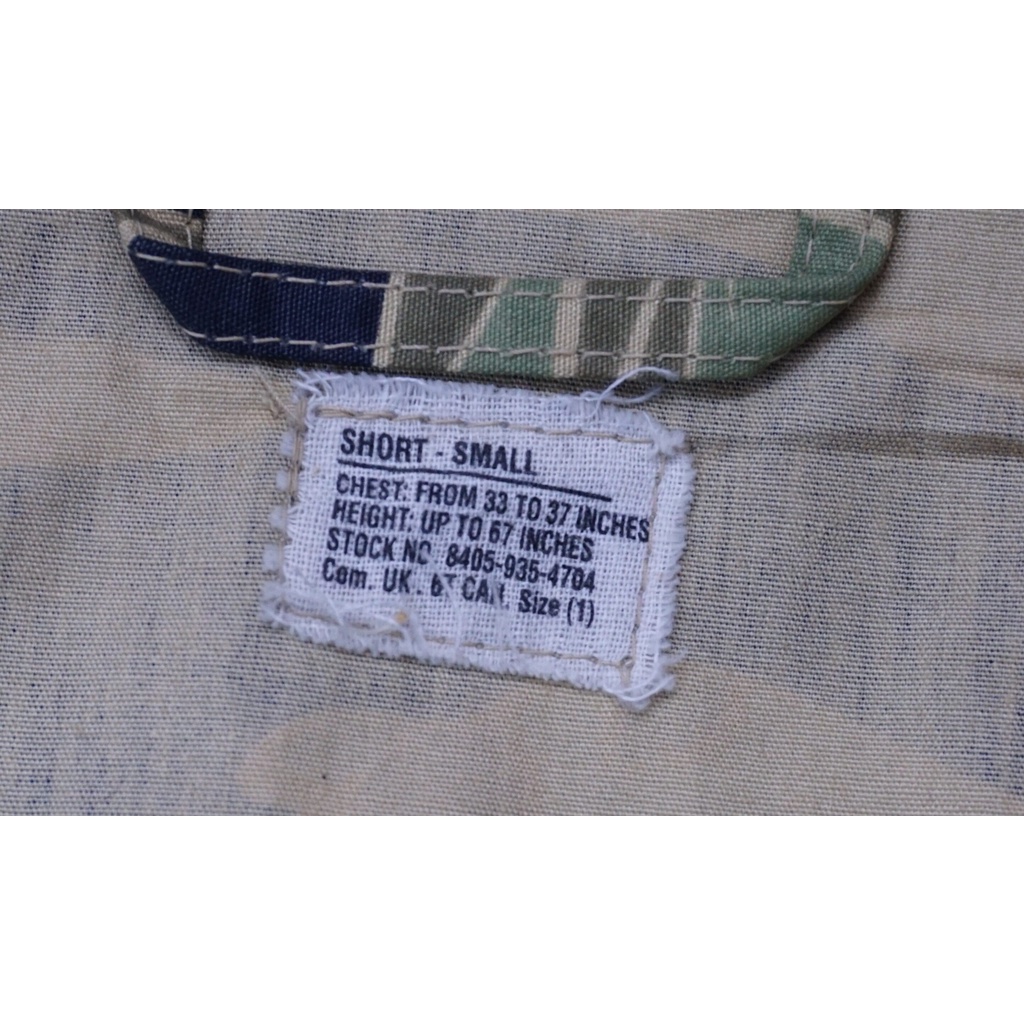 SHORT - SMALL
CHEST: FROM 33 TO 37 INCHES
HEIGHT: UP TO 67 INCHES
STOCK NO 8405-935-4704
Com. UK. Size (1)